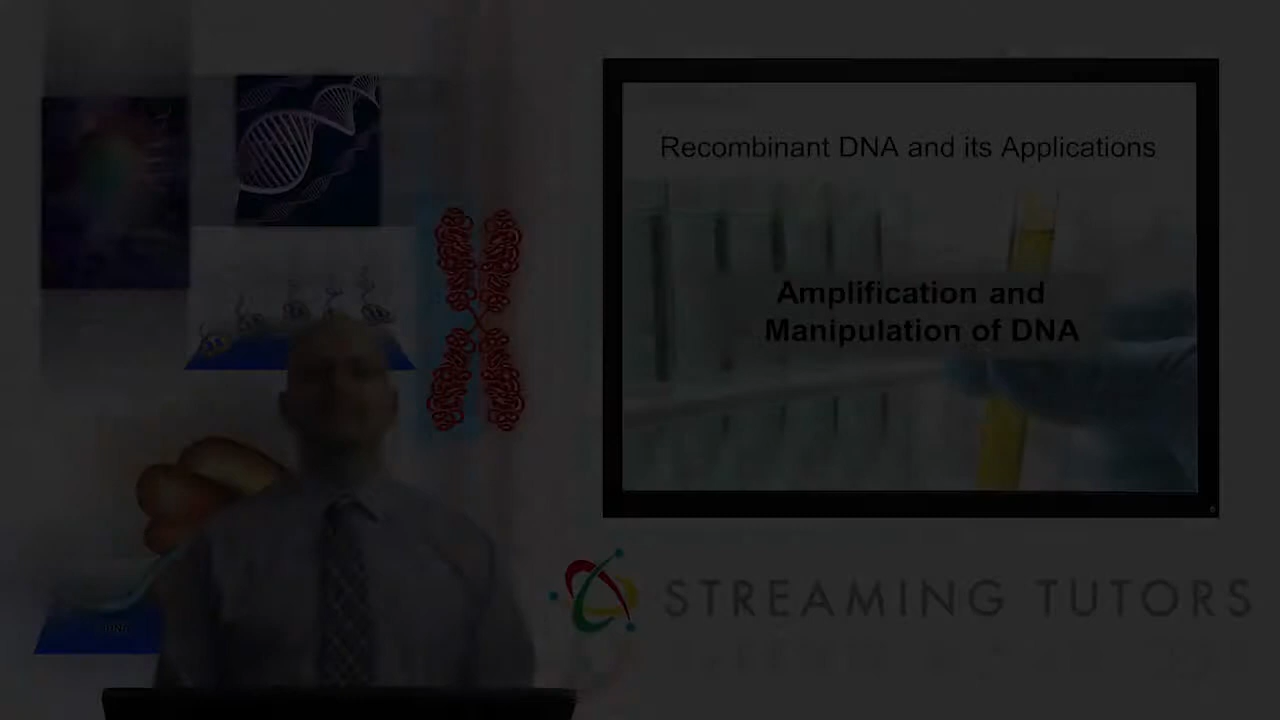 Recombinant DNA and its Applications
Amplification and
Manipulation of DNA
STREAMING TUTORS